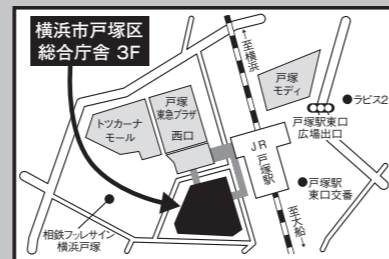 横浜市戸塚区
総合庁舎 3F
←至横浜
戸塚
モディ
ラピス2
戸塚駅東口
広場出口
戸塚
東急プラザ
西口
トツカーナ
モール
JR
戸塚駅
戸塚駅
東口交番
至大船→
相鉄フレッサイン
横浜戸塚